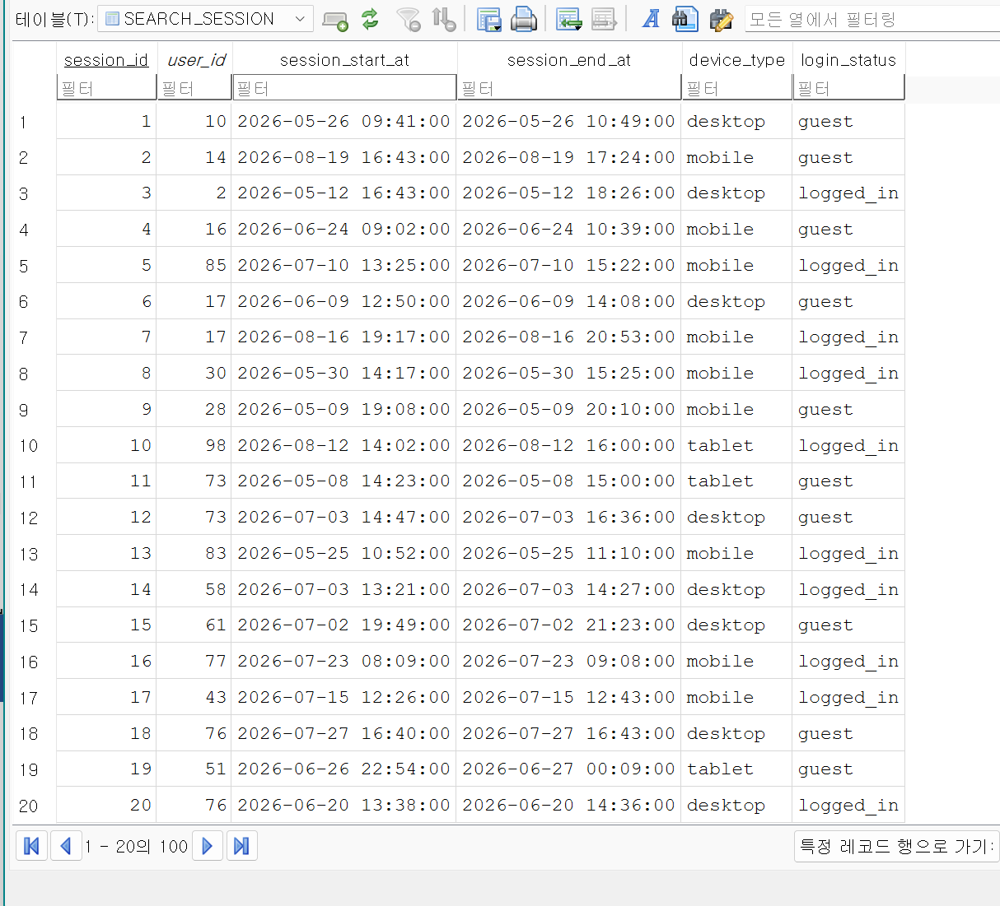 테이블(T): SEARCH_SESSION 모든 열에서 필터링
session_id user_id session_start_at session_end_at device_type login_status
필터 필터 필터 필터 필터 필터
1 1 10 2026-05-26 09:41:00 2026-05-26 10:49:00 desktop guest
2 2 14 2026-08-19 16:43:00 2026-08-19 17:24:00 mobile guest
3 3 2 2026-05-12 16:43:00 2026-05-12 18:26:00 desktop logged_in
4 4 16 2026-06-24 09:02:00 2026-06-24 10:39:00 mobile guest
5 5 85 2026-07-10 13:25:00 2026-07-10 15:22:00 mobile logged_in
6 6 17 2026-06-09 12:50:00 2026-06-09 14:08:00 desktop guest
7 7 17 2026-08-16 19:17:00 2026-08-16 20:53:00 mobile logged_in
8 8 30 2026-05-30 14:17:00 2026-05-30 15:25:00 mobile logged_in
9 9 28 2026-05-09 19:08:00 2026-05-09 20:10:00 mobile guest
10 10 98 2026-08-12 14:02:00 2026-08-12 16:00:00 tablet logged_in
11 11 73 2026-05-08 14:23:00 2026-05-08 15:00:00 tablet guest
12 12 73 2026-07-03 14:47:00 2026-07-03 16:36:00 desktop guest
13 13 83 2026-05-25 10:52:00 2026-05-25 11:10:00 mobile logged_in
14 14 58 2026-07-03 13:21:00 2026-07-03 14:27:00 desktop logged_in
15 15 61 2026-07-02 19:49:00 2026-07-02 21:23:00 desktop guest
16 16 77 2026-07-23 08:09:00 2026-07-23 09:08:00 mobile logged_in
17 17 43 2026-07-15 12:26:00 2026-07-15 12:43:00 mobile logged_in
18 18 76 2026-07-27 16:40:00 2026-07-27 16:43:00 desktop guest
19 19 51 2026-06-26 22:54:00 2026-06-27 00:09:00 tablet guest
20 20 76 2026-06-20 13:38:00 2026-06-20 14:36:00 desktop logged_in
1 - 20의 100 특정 레코드 행으로 가기: